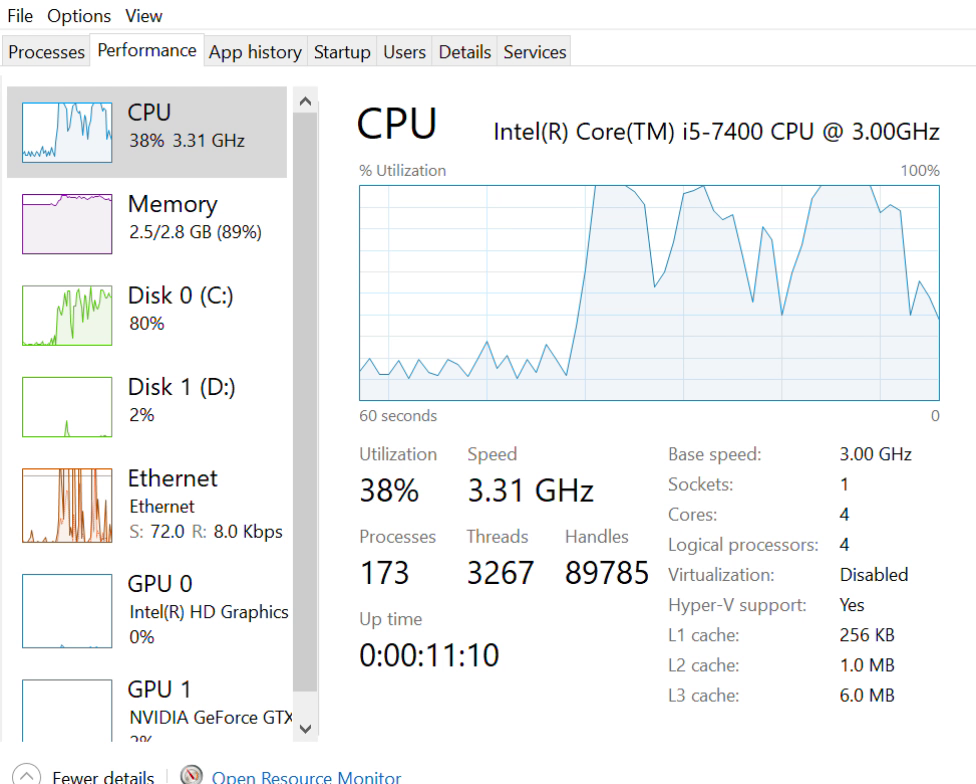 File Options View
Processes Performance App history Startup Users Details Services
CPU
38% 3.31 GHz
Memory
2.5/2.8 GB (89%)
Disk 0 (C:)
80%
Disk 1 (D:)
2%
Ethernet
Ethernet
S: 72.0 R: 8.0 Kbps
GPU 0
Intel(R) HD Graphics
0%
GPU 1
NVIDIA GeForce GTX
CPU Intel(R) Core(TM) i5-7400 CPU @ 3.00GHz
% Utilization 100%
60 seconds 0
Utilization Speed
38% 3.31 GHz
Processes Threads Handles
173 3267 89785
Up time
0:00:11:10
Base speed: 3.00 GHz
Sockets: 1
Cores: 4
Logical processors: 4
Virtualization: Disabled
Hyper-V support: Yes
L1 cache: 256 KB
L2 cache: 1.0 MB
L3 cache: 6.0 MB
Fewer details Open Resource Monitor